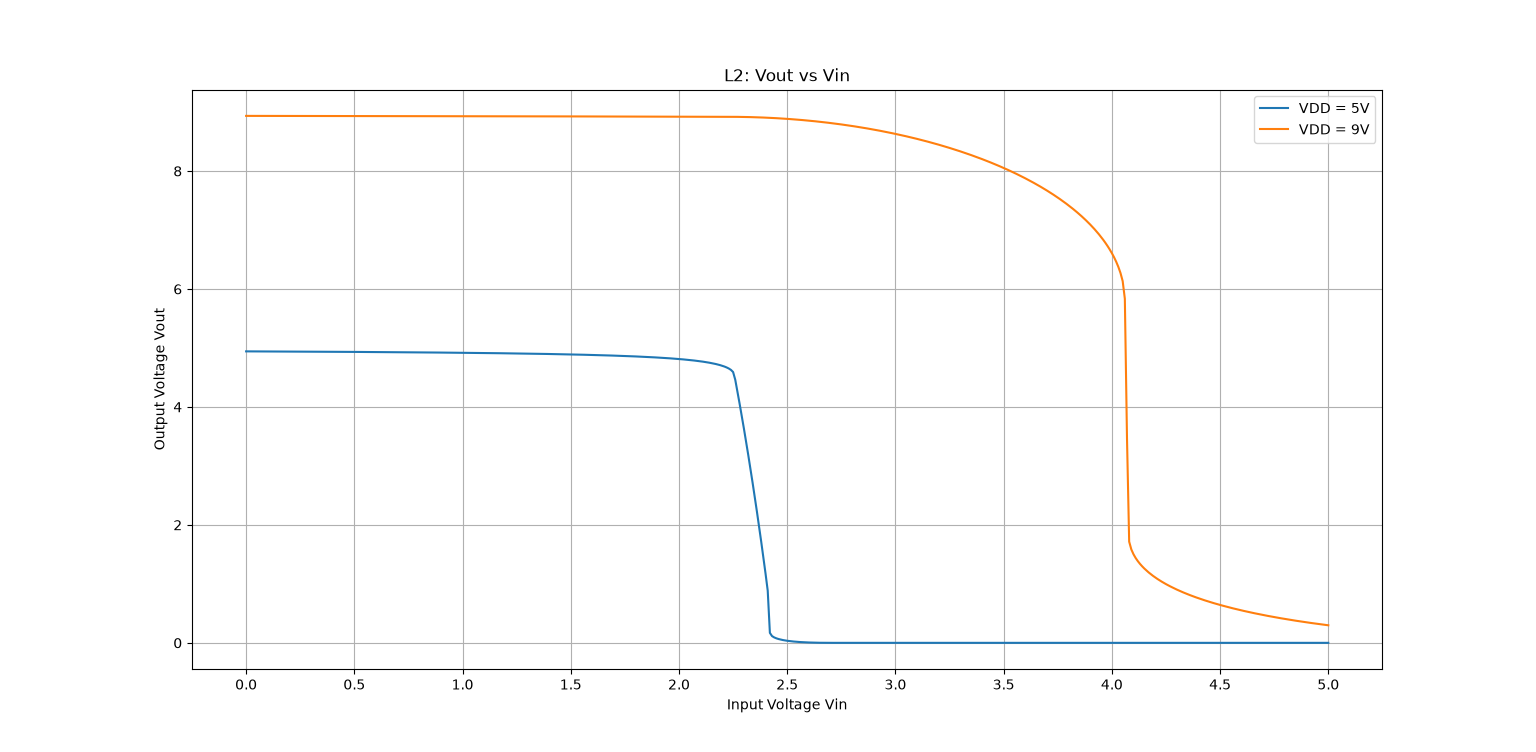 L2: Vout vs Vin
VDD = 5V
VDD = 9V
Output Voltage Vout
8
6
4
2
0
0.0 0.5 1.0 1.5 2.0 2.5 3.0 3.5 4.0 4.5 5.0
Input Voltage Vin